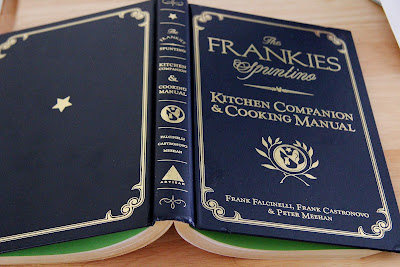 The
FRANKIES
SPUNTINO
KITCHEN
COMPANION
&
COOKING
MANUAL
FALCINELLI
CASTRONOVO
MEEHAN
ARTISAN
The
FRANKIES
Spuntino
KITCHEN COMPANION
& COOKING MANUAL
FRANK FALCINELLI, FRANK CASTRONOVO
& PETER MEEHAN